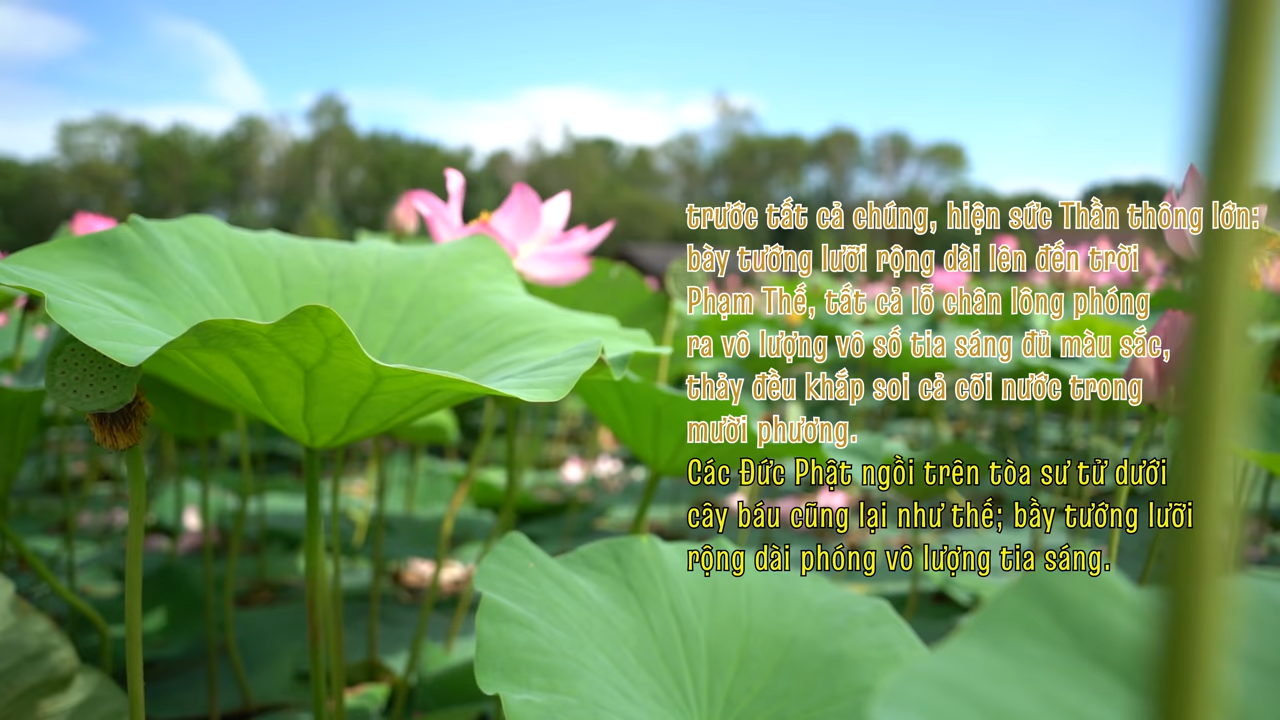 trước tất cả chúng, hiện sức Thần thông lớn:
bày tướng lưỡi rộng dài lên đến trời
Phạm Thế, tất cả lỗ chân lông phóng
ra vô lượng vô số tia sáng đủ màu sắc,
thảy đều khắp soi cả cõi nước trong
mười phương.
Các Đức Phật ngồi trên tòa sư tử dưới
cây báu cũng lại như thế; bầy tướng lưỡi
rộng dài phóng vô lượng tia sáng.